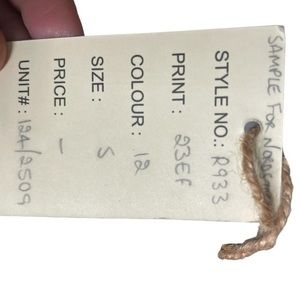 SAMPLE FOR
STYLE NO.: R933
PRINT : 23EF
COLOUR : 12
SIZE : S
PRICE : —
UNIT# : 124/2509